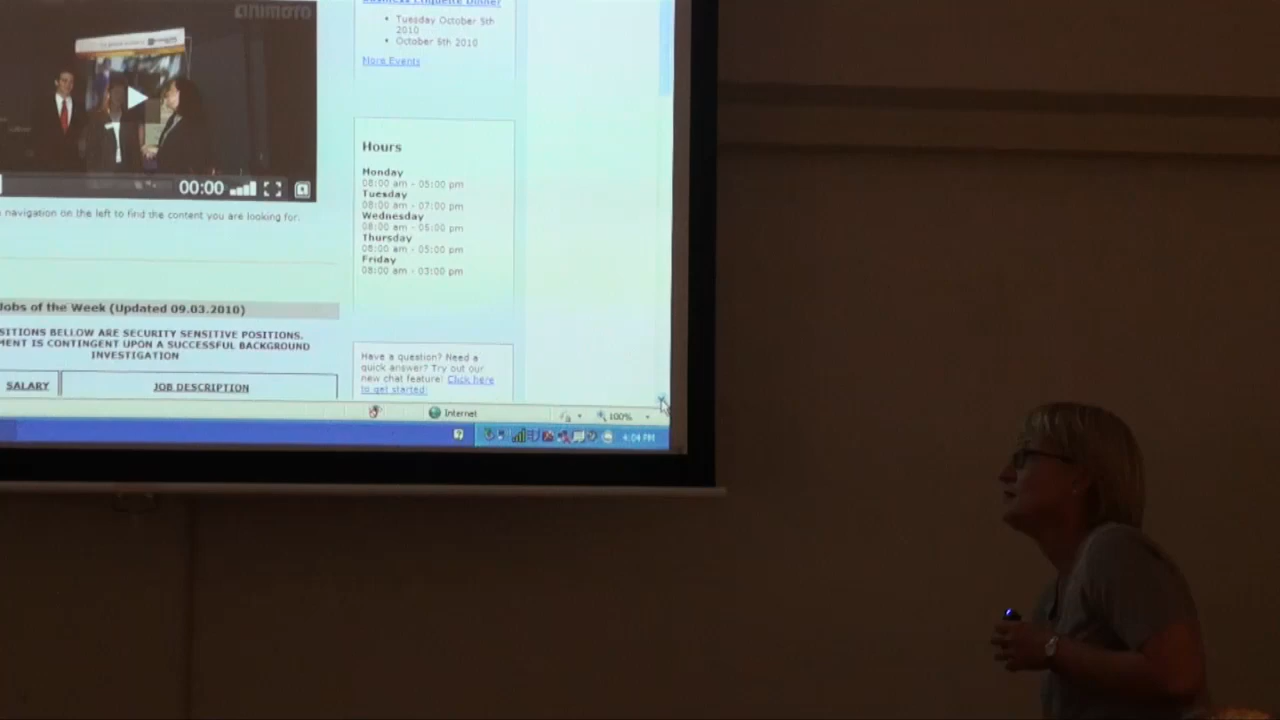 animoto
Business Etiquette Dinner
Tuesday October 5th
2010
October 5th 2010
More Events
Hours
Monday
08:00 am - 05:00 pm
Tuesday
08:00 am - 07:00 pm
Wednesday
08:00 am - 05:00 pm
Thursday
08:00 am - 05:00 pm
Friday
08:00 am - 03:00 pm
00:00
navigation on the left to find the content you are looking for.
Jobs of the Week (Updated 09.03.2010)
SITIONS BELLOW ARE SECURITY SENSITIVE POSITIONS.
MENT IS CONTINGENT UPON A SUCCESSFUL BACKGROUND
INVESTIGATION
SALARY
JOB DESCRIPTION
Have a question? Need a
quick answer? Try out our
new chat feature! Click here
to get started!
Internet
100%
4:04 PM